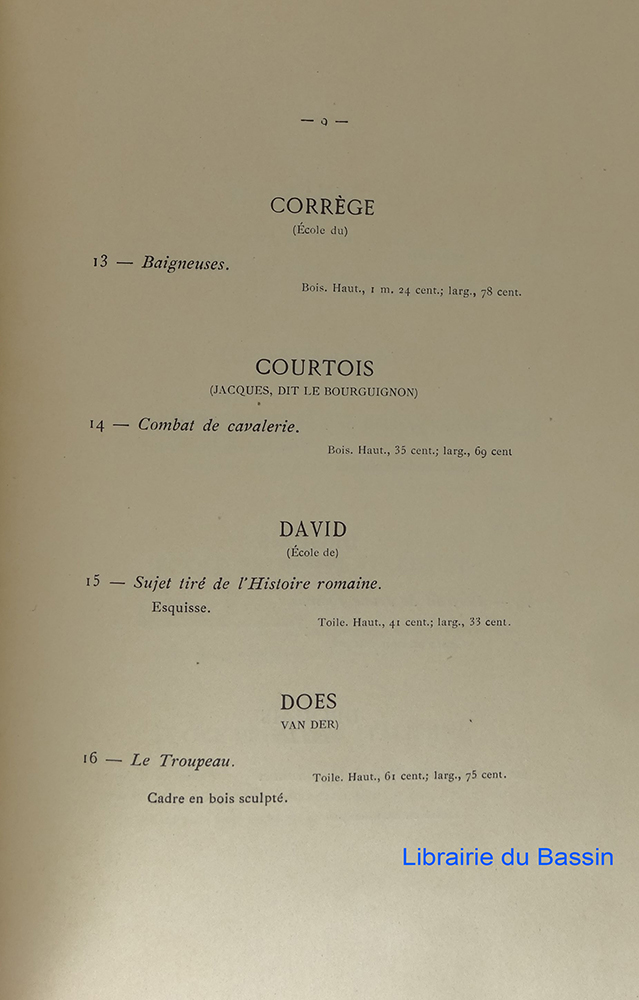 — 9 —
CORRÈGE
(École du)
13 — Baigneuses.
Bois. Haut., 1 m. 24 cent.; larg., 78 cent.
COURTOIS
(JACQUES, DIT LE BOURGUIGNON)
14 — Combat de cavalerie.
Bois. Haut., 35 cent.; larg., 69 cent
DAVID
(École de)
15 — Sujet tiré de l'Histoire romaine.
Esquisse.
Toile. Haut., 41 cent.; larg., 33 cent.
DOES
VAN DER)
16 — Le Troupeau.
Toile. Haut., 61 cent.; larg., 75 cent.
Cadre en bois sculpté.
Librairie du Bassin